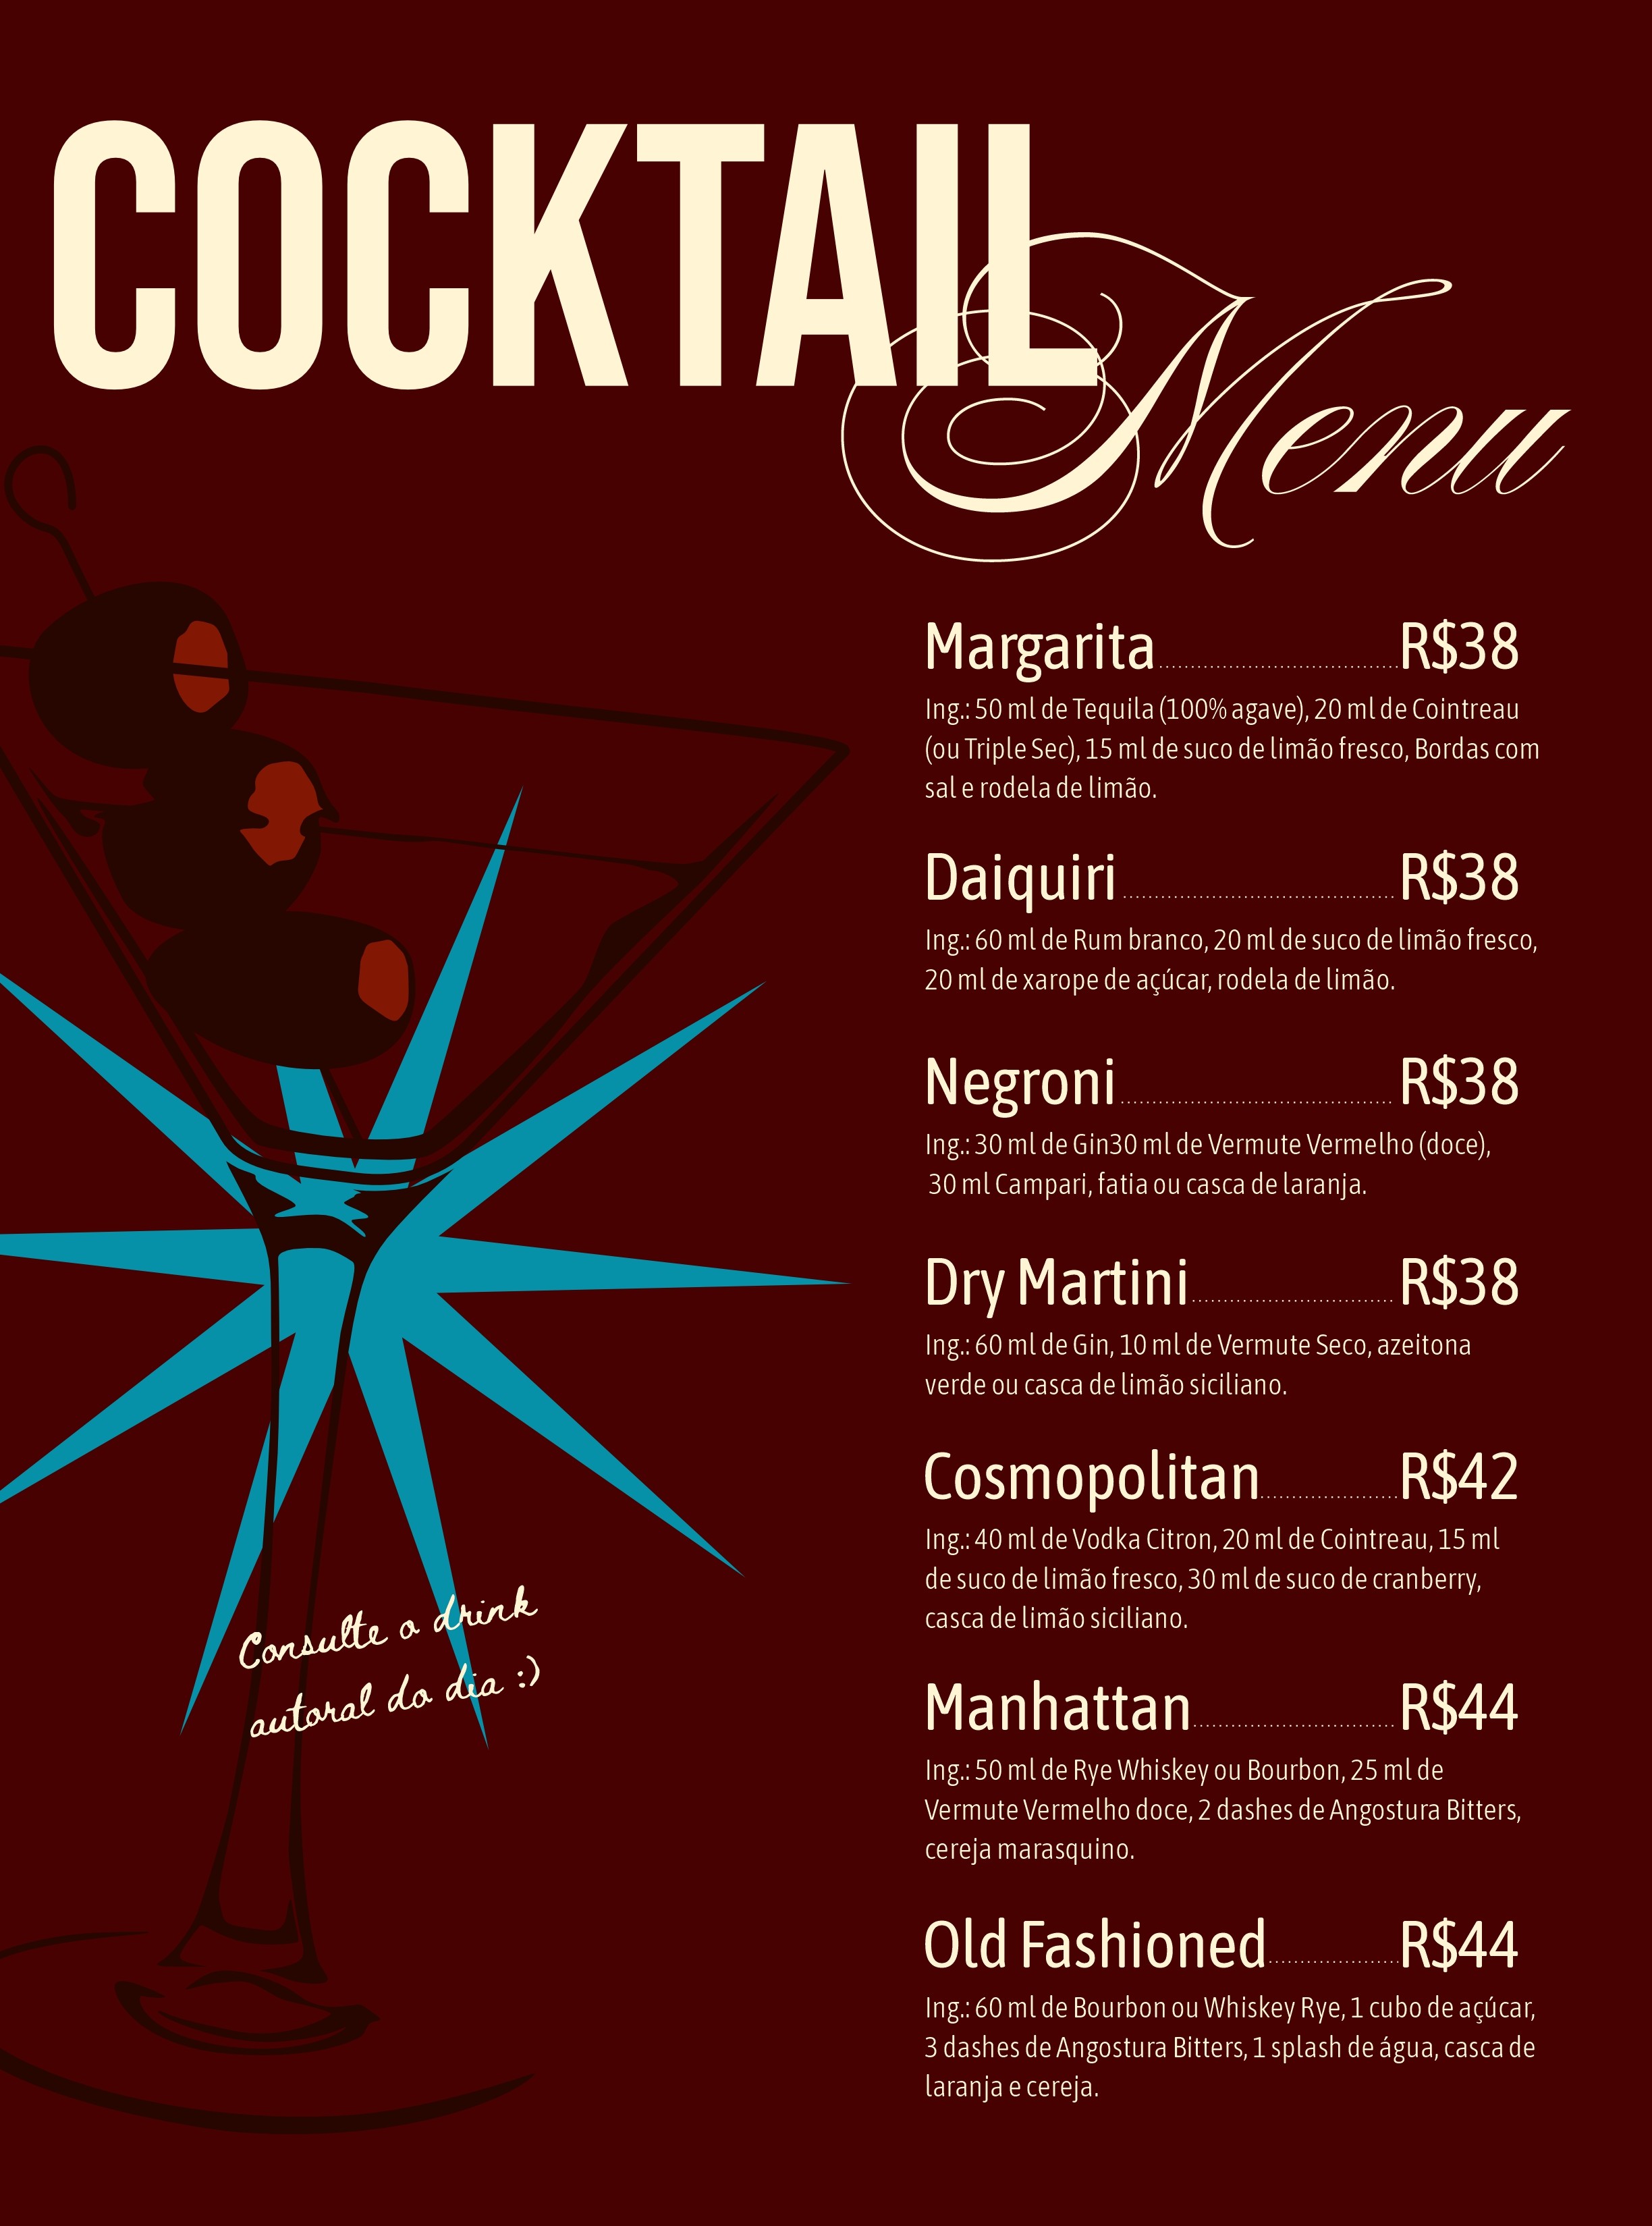 COCKTAIL
Menu
Margarita R$38
Ing.: 50 ml de Tequila (100% agave), 20 ml de Cointreau
(ou Triple Sec), 15 ml de suco de limão fresco, Bordas com
sal e rodela de limão.
Daiquiri R$38
Ing.: 60 ml de Rum branco, 20 ml de suco de limão fresco,
20 ml de xarope de açúcar, rodela de limão.
Negroni R$38
Ing.: 30 ml de Gin30 ml de Vermute Vermelho (doce),
30 ml Campari, fatia ou casca de laranja.
Dry Martini R$38
Ing.: 60 ml de Gin, 10 ml de Vermute Seco, azeitona
verde ou casca de limão siciliano.
Cosmopolitan R$42
Ing.: 40 ml de Vodka Citron, 20 ml de Cointreau, 15 ml
de suco de limão fresco, 30 ml de suco de cranberry,
casca de limão siciliano.
Manhattan R$44
Ing.: 50 ml de Rye Whiskey ou Bourbon, 25 ml de
Vermute Vermelho doce, 2 dashes de Angostura Bitters,
cereja marasquino.
Old Fashioned R$44
Ing.: 60 ml de Bourbon ou Whiskey Rye, 1 cubo de açúcar,
3 dashes de Angostura Bitters, 1 splash de água, casca de
laranja e cereja.
Consulte o drink
autoral do dia :)